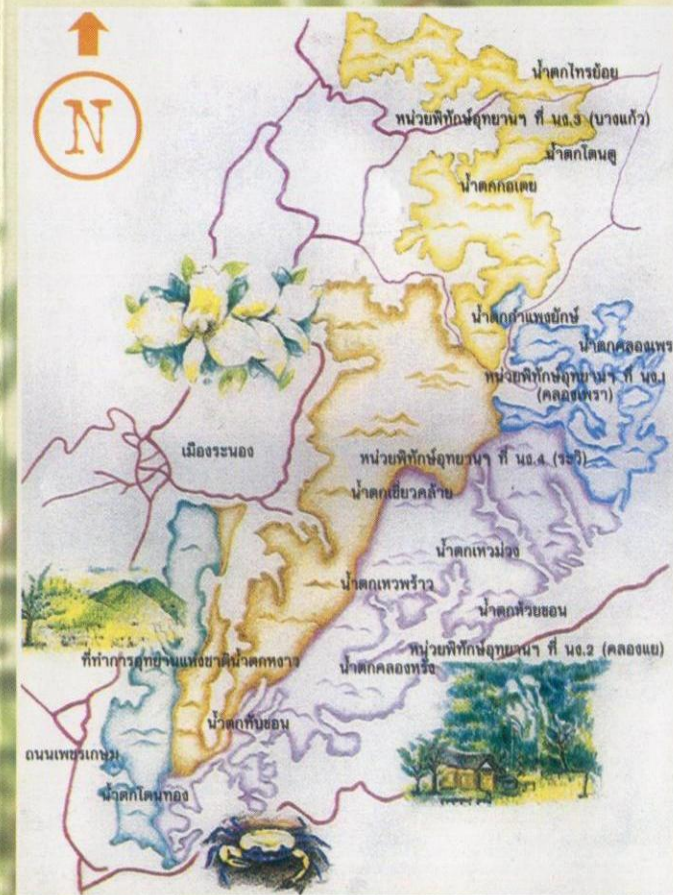 N
น้ำตกไทรย้อย
หน่วยพิทักษ์อุทยานฯ ที่ นง.3 (บางแก้ว)
น้ำตกโตนดู
น้ำตกกอเตย
น้ำตกกำแพงยักษ์
น้ำตกคลองเพรา
หน่วยพิทักษ์อุทยานฯ ที่ นง.1
(คลองเพรา)
เมืองระนอง
หน่วยพิทักษ์อุทยานฯ ที่ นง.4 (ระวิ)
น้ำตกเชี่ยวคล้าย
น้ำตกเหวม่วง
น้ำตกเหวพร้าว
น้ำตกห้วยขอน
หน่วยพิทักษ์อุทยานฯ ที่ นง.2 (คลองแย)
ที่ทำการอุทยานแห่งชาติน้ำตกหงาว
น้ำตกคลองหรั่ง
น้ำตกทับขอน
ถนนเพชรเกษม
น้ำตกโตนทอง